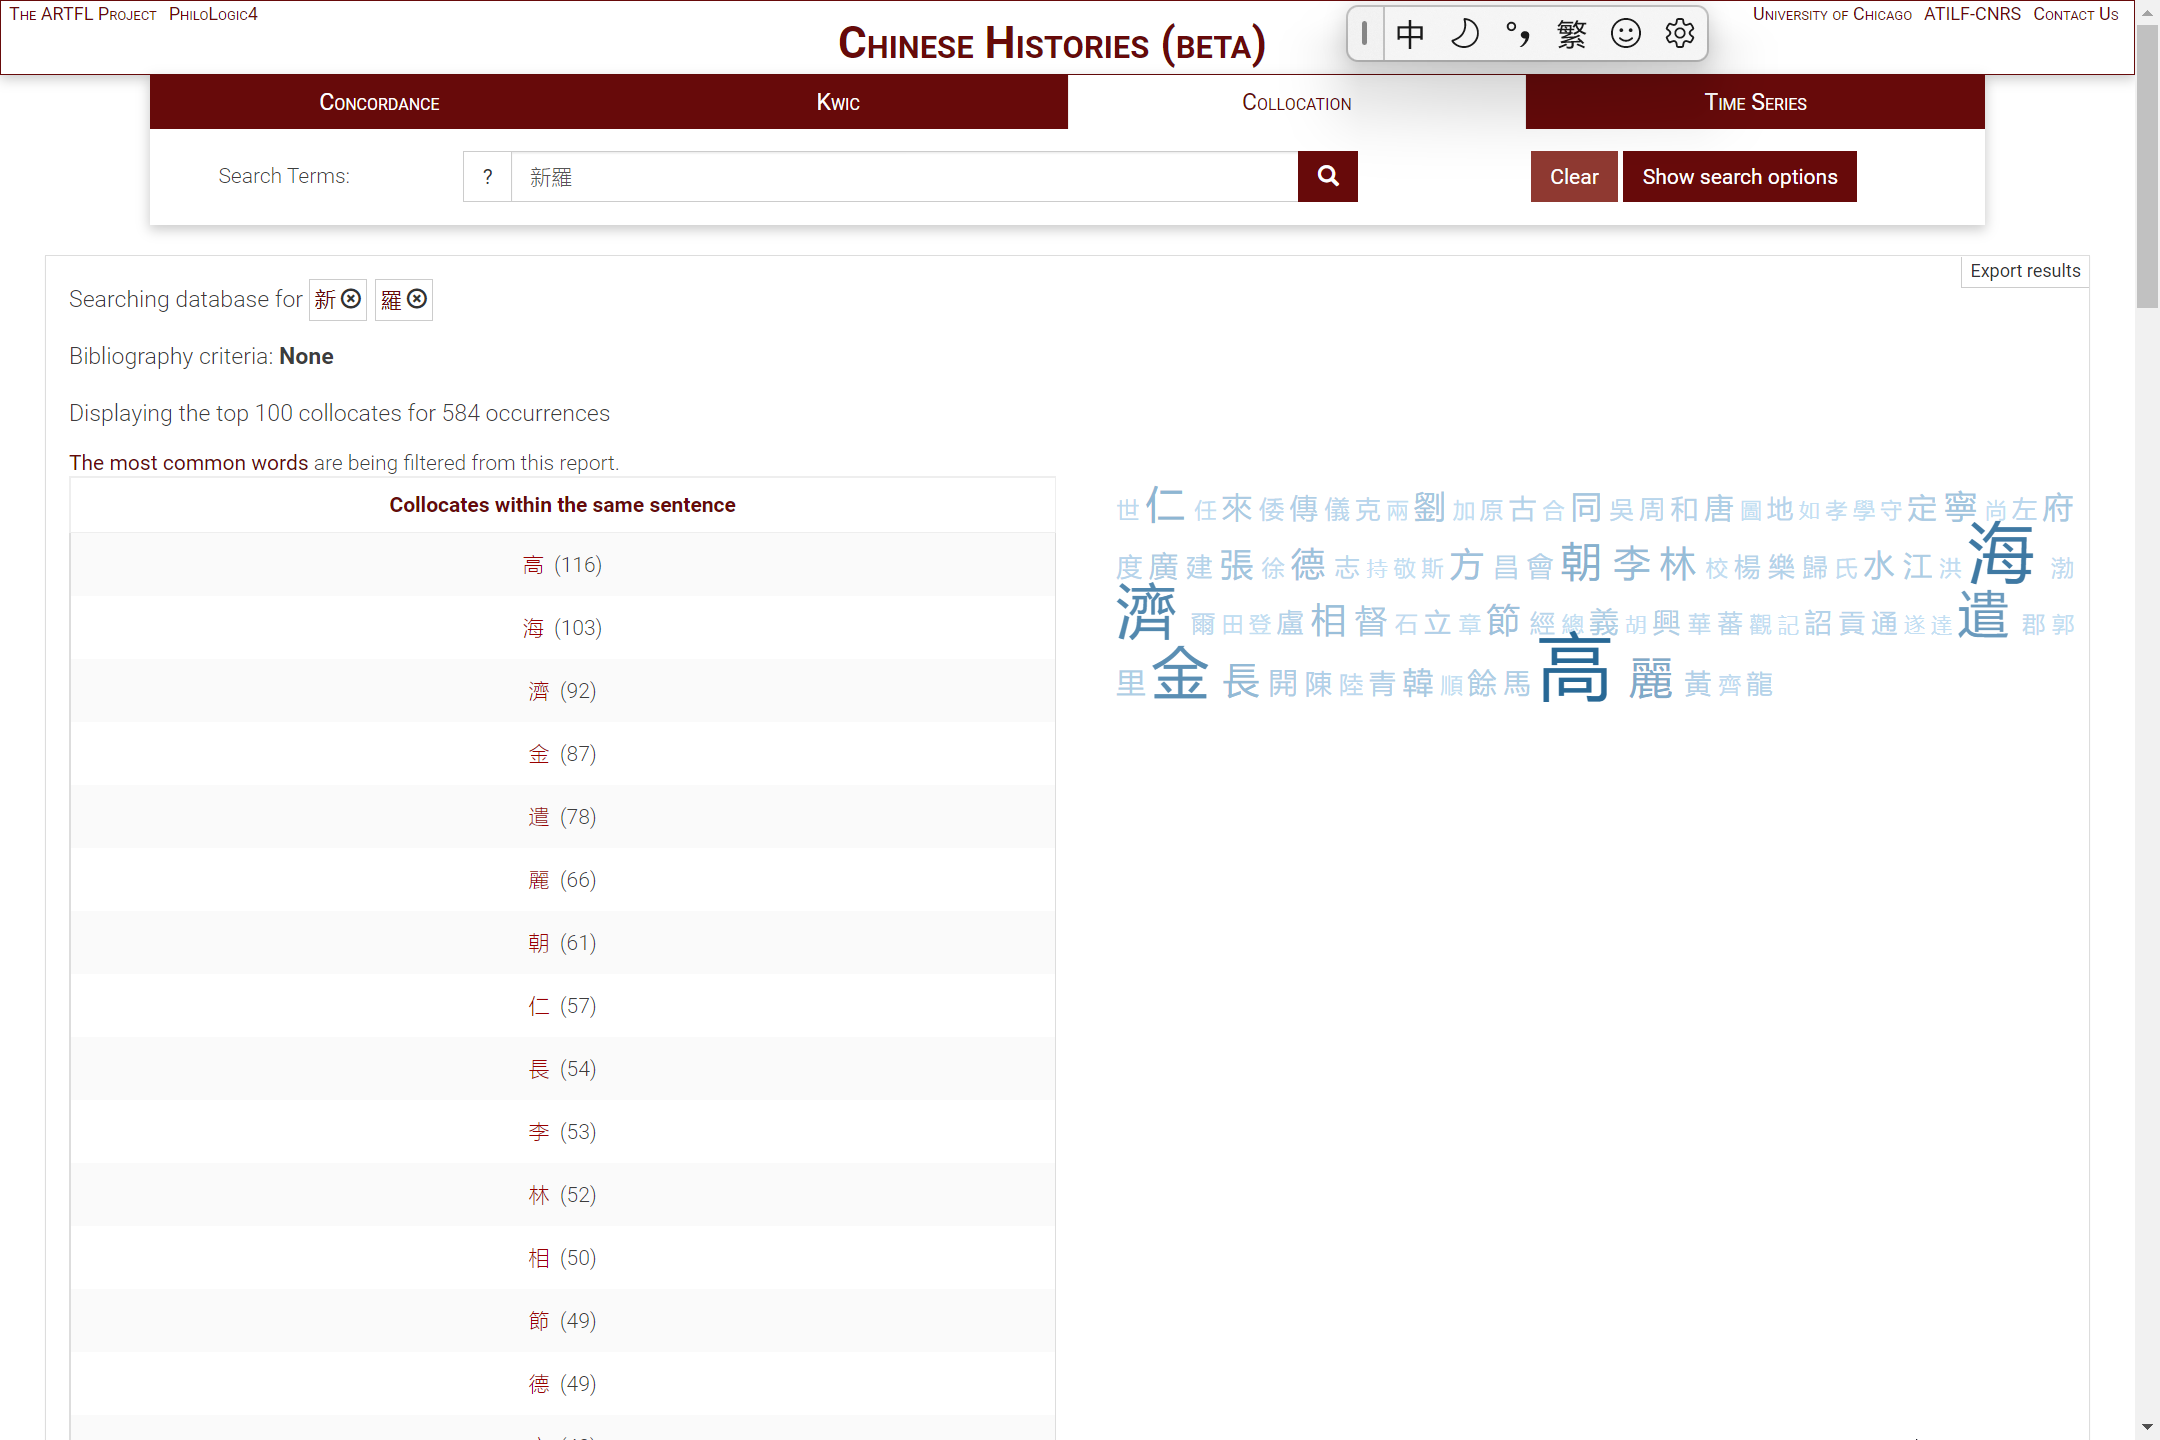 The ARTFL Project PhiloLogic4
University of Chicago ATILF-CNRS Contact Us
Chinese Histories (beta)
中 繁
Concordance
Kwic
Collocation
Time Series
Search Terms:
?
新羅
Clear
Show search options
Export results
Searching database for 新 羅
Bibliography criteria: None
Displaying the top 100 collocates for 584 occurrences
The most common words are being filtered from this report.
Collocates within the same sentence
高 (116)
海 (103)
濟 (92)
金 (87)
遣 (78)
麗 (66)
朝 (61)
仁 (57)
長 (54)
李 (53)
林 (52)
相 (50)
節 (49)
德 (49)
世 仁 任 來 倭 傳 儀 克 兩 劉 加 原 古 合 同 吳 周 和 唐 圖 地 如 孝 學 守 定 寧 尚 左 府
度 廣 建 張 徐 德 志 持 敬 斯 方 昌 會 朝 李 林 校 楊 樂 歸 氏 水 江 洪 海 渤
濟 爾 田 登 盧 相 督 石 立 章 節 經 總 義 胡 興 華 蕃 觀 記 詔 貢 通 遂 達 遣 郡 郭
里 金 長 開 陳 陸 青 韓 順 餘 馬 高 麗 黃 齊 龍